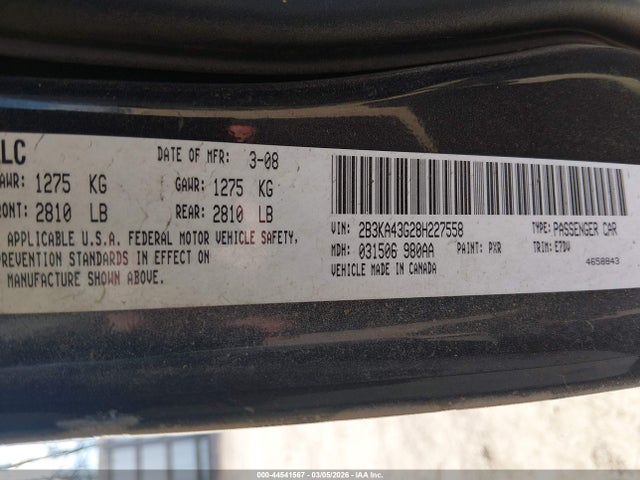 LC DATE OF MFR: 3-08
GAWR: 1275 KG GAWR: 1275 KG
FRONT: 2810 LB REAR: 2810 LB
APPLICABLE U.S.A. FEDERAL MOTOR VEHICLE SAFETY,
PREVENTION STANDARDS IN EFFECT ON
MANUFACTURE SHOWN ABOVE.
VIN: 2B3KA43G28H227558 TYPE: PASSENGER CAR
MDH: 031506 980AA PAINT: PXR TRIM: E7DV
VEHICLE MADE IN CANADA 4658843
000-44541567 - 03/05/2026 - IAA Inc.